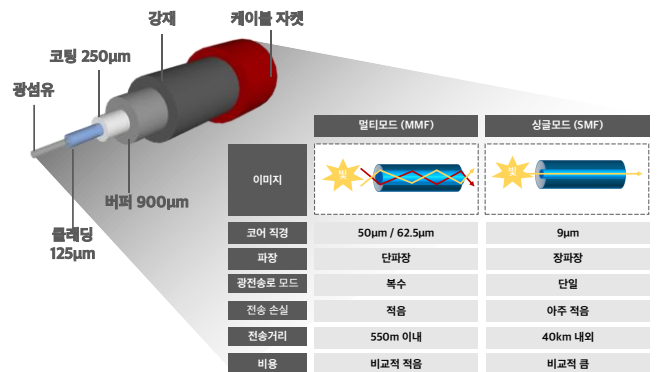 강재
케이블 자켓
코팅 250μm
광섬유
버퍼 900μm
클래딩
125μm
멀티모드 (MMF)
싱글모드 (SMF)
이미지
빛
빛
코어 직경
50μm / 62.5μm
9μm
파장
단파장
장파장
광전송로 모드
복수
단일
전송 손실
적음
아주 적음
전송거리
550m 이내
40km 내외
비용
비교적 적음
비교적 큼